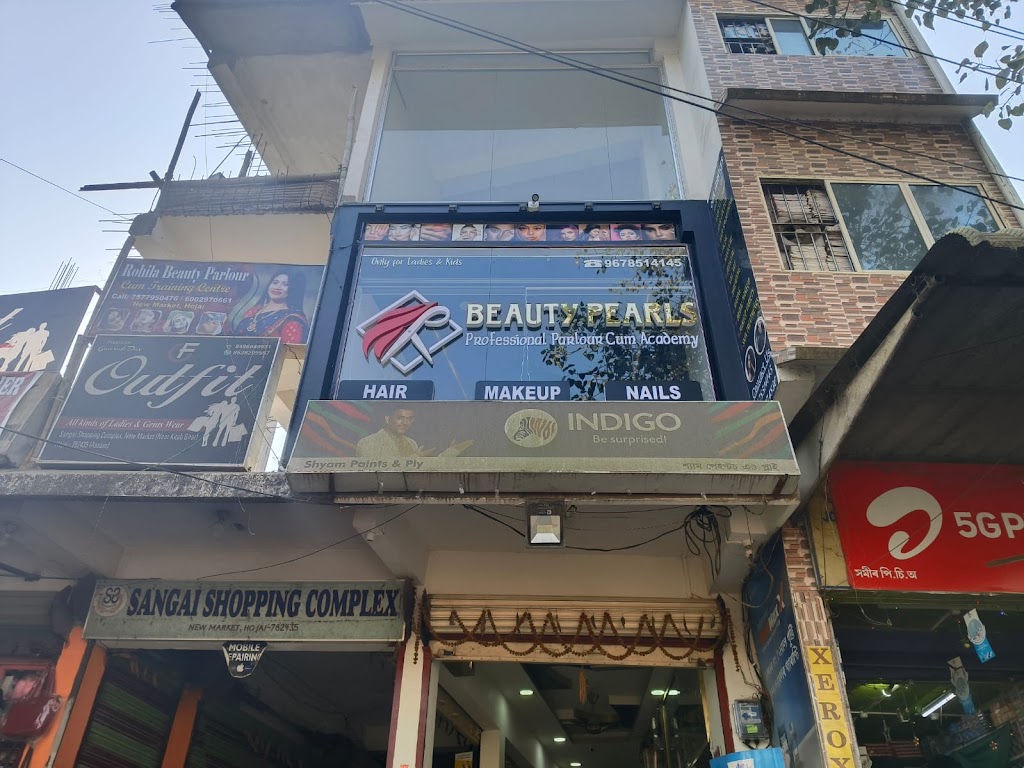 Only for Ladies & Kids
☎ 9678514145
BEAUTY PEARLS
Professional Parlour Cum Academy
HAIR
MAKEUP
NAILS
Rohila Beauty Parlour
Cum Training Centre
New Market, Hojai
Outfit
All kinds of Ladies & Gents Wear
INDIGO
Be surprised!
Shyam Paints & Ply
SANGAI SHOPPING COMPLEX
NEW MARKET, HOJAI-782435
MOBILE
REPAIRING
5G
সমীৰ পি.চি.অ
XEROX